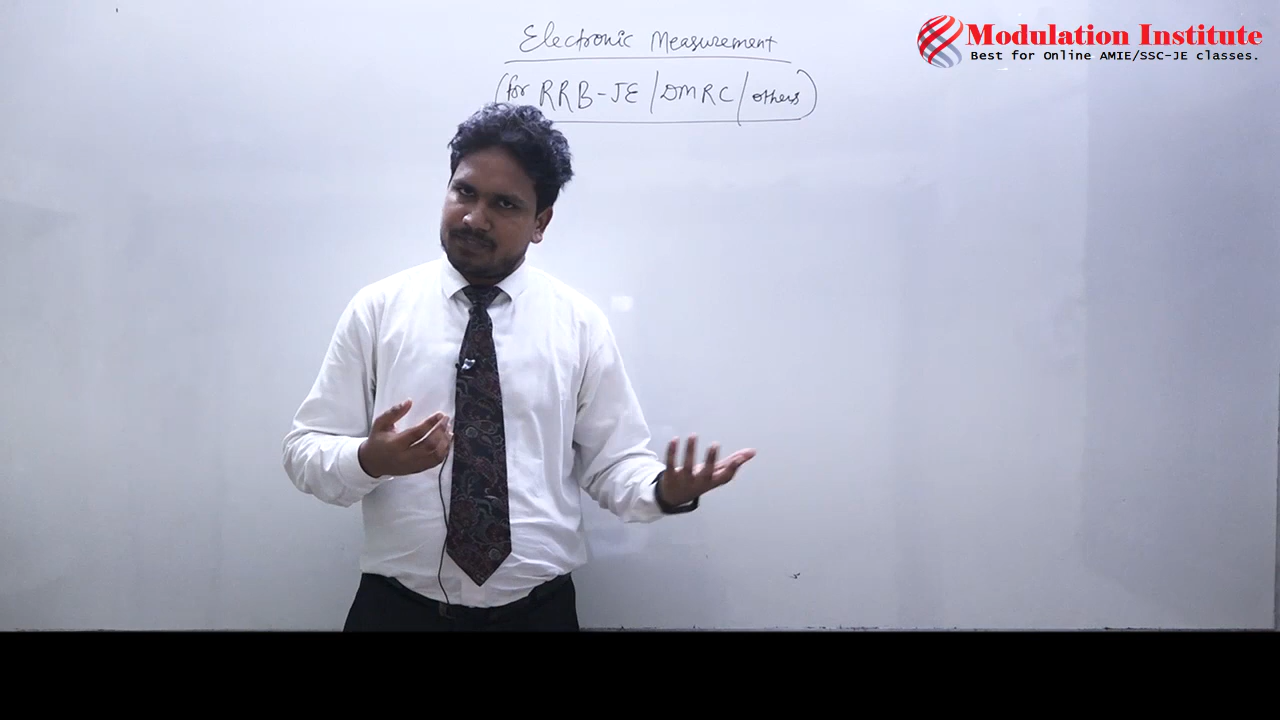 Electronic Measurement
(for RRB-JE/DMRC/others)
Modulation Institute
Best for Online AMIE/SSC-JE classes.